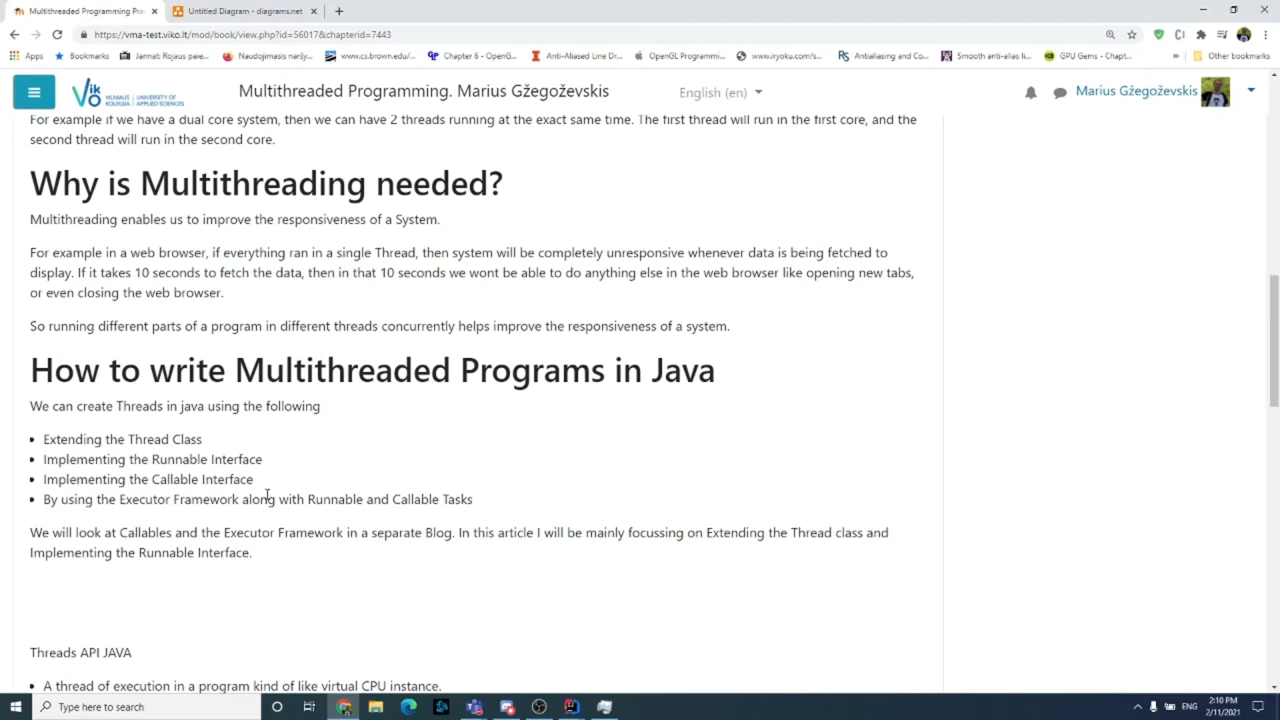 Multithreaded Programming Pr
Untitled Diagram - diagrams.net
https://vma-test.viko.lt/mod/book/view.php?id=56017&chapterid=7443
Apps
Bookmarks
Jannat: Rojaus paie...
Naudojimosis naršy...
www.cs.brown.edu/...
Chapter 6 - OpenG...
Anti-Aliased Line Dr...
OpenGL Programmi...
www.iryoku.com/s...
Antialiasing and Co...
Smooth anti-alias li...
GPU Gems - Chapt...
»
Other bookmarks
VILNIAUS KOLEGIJA
UNIVERSITY OF APPLIED SCIENCES
Multithreaded Programming. Marius Gžegoževskis
English (en)
Marius Gžegoževskis
For example if we have a dual core system, then we can have 2 threads running at the exact same time. The first thread will run in the first core, and the
second thread will run in the second core.
Why is Multithreading needed?
Multithreading enables us to improve the responsiveness of a System.
For example in a web browser, if everything ran in a single Thread, then system will be completely unresponsive whenever data is being fetched to
display. If it takes 10 seconds to fetch the data, then in that 10 seconds we wont be able to do anything else in the web browser like opening new tabs,
or even closing the web browser.
So running different parts of a program in different threads concurrently helps improve the responsiveness of a system.
How to write Multithreaded Programs in Java
We can create Threads in java using the following
• Extending the Thread Class
• Implementing the Runnable Interface
• Implementing the Callable Interface
• By using the Executor Framework along with Runnable and Callable Tasks
We will look at Callables and the Executor Framework in a separate Blog. In this article I will be mainly focussing on Extending the Thread class and
Implementing the Runnable Interface.
Threads API JAVA
• A thread of execution in a program kind of like virtual CPU instance.
Type here to search
ENG
2:10 PM
2/11/2021